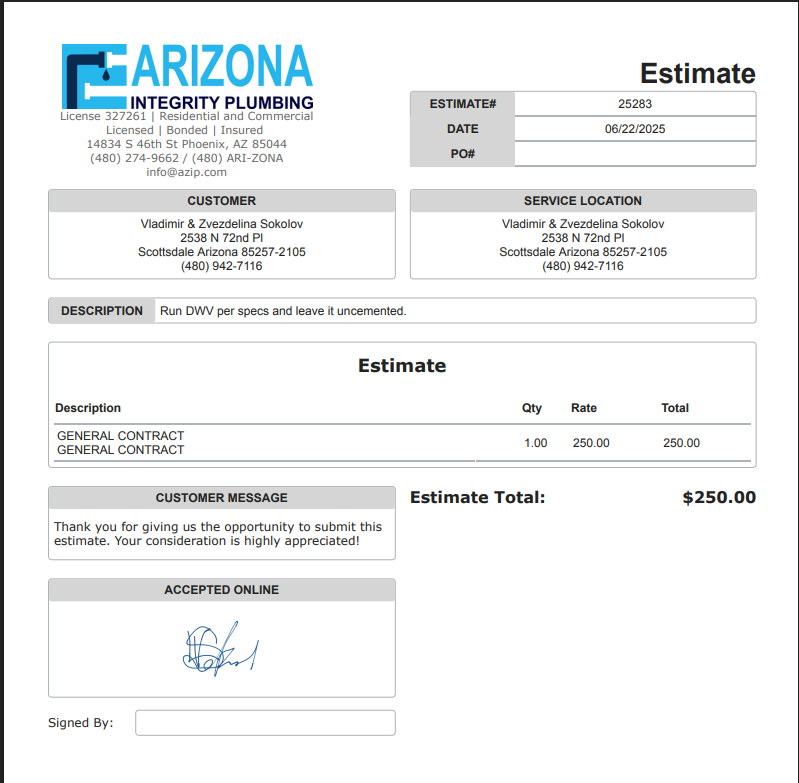 ARIZONA
INTEGRITY PLUMBING
License 327261 | Residential and Commercial
Licensed | Bonded | Insured
14834 S 46th St Phoenix, AZ 85044
(480) 274-9662 / (480) ARI-ZONA
info@azip.com
Estimate
ESTIMATE# 25283
DATE 06/22/2025
PO#
CUSTOMER
Vladimir & Zvezdelina Sokolov
2538 N 72nd Pl
Scottsdale Arizona 85257-2105
(480) 942-7116
SERVICE LOCATION
Vladimir & Zvezdelina Sokolov
2538 N 72nd Pl
Scottsdale Arizona 85257-2105
(480) 942-7116
DESCRIPTION Run DWV per specs and leave it uncemented.
Estimate
Description Qty Rate Total
GENERAL CONTRACT
GENERAL CONTRACT 1.00 250.00 250.00
CUSTOMER MESSAGE
Thank you for giving us the opportunity to submit this
estimate. Your consideration is highly appreciated!
Estimate Total: $250.00
ACCEPTED ONLINE
Signed By: